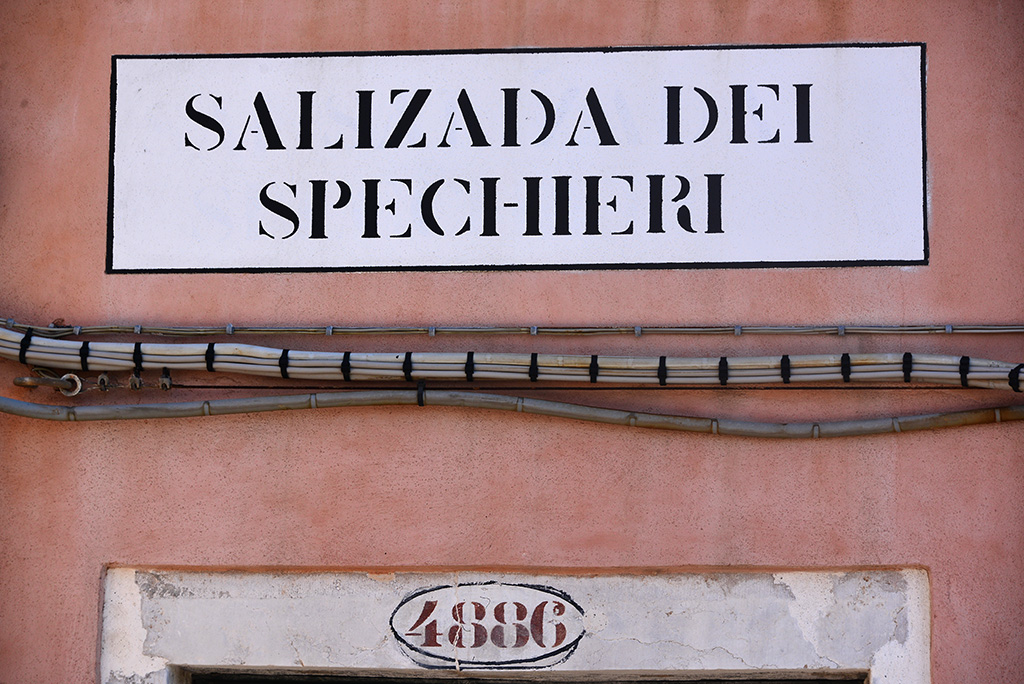 SALIZADA DEI
SPECHIERI
4886